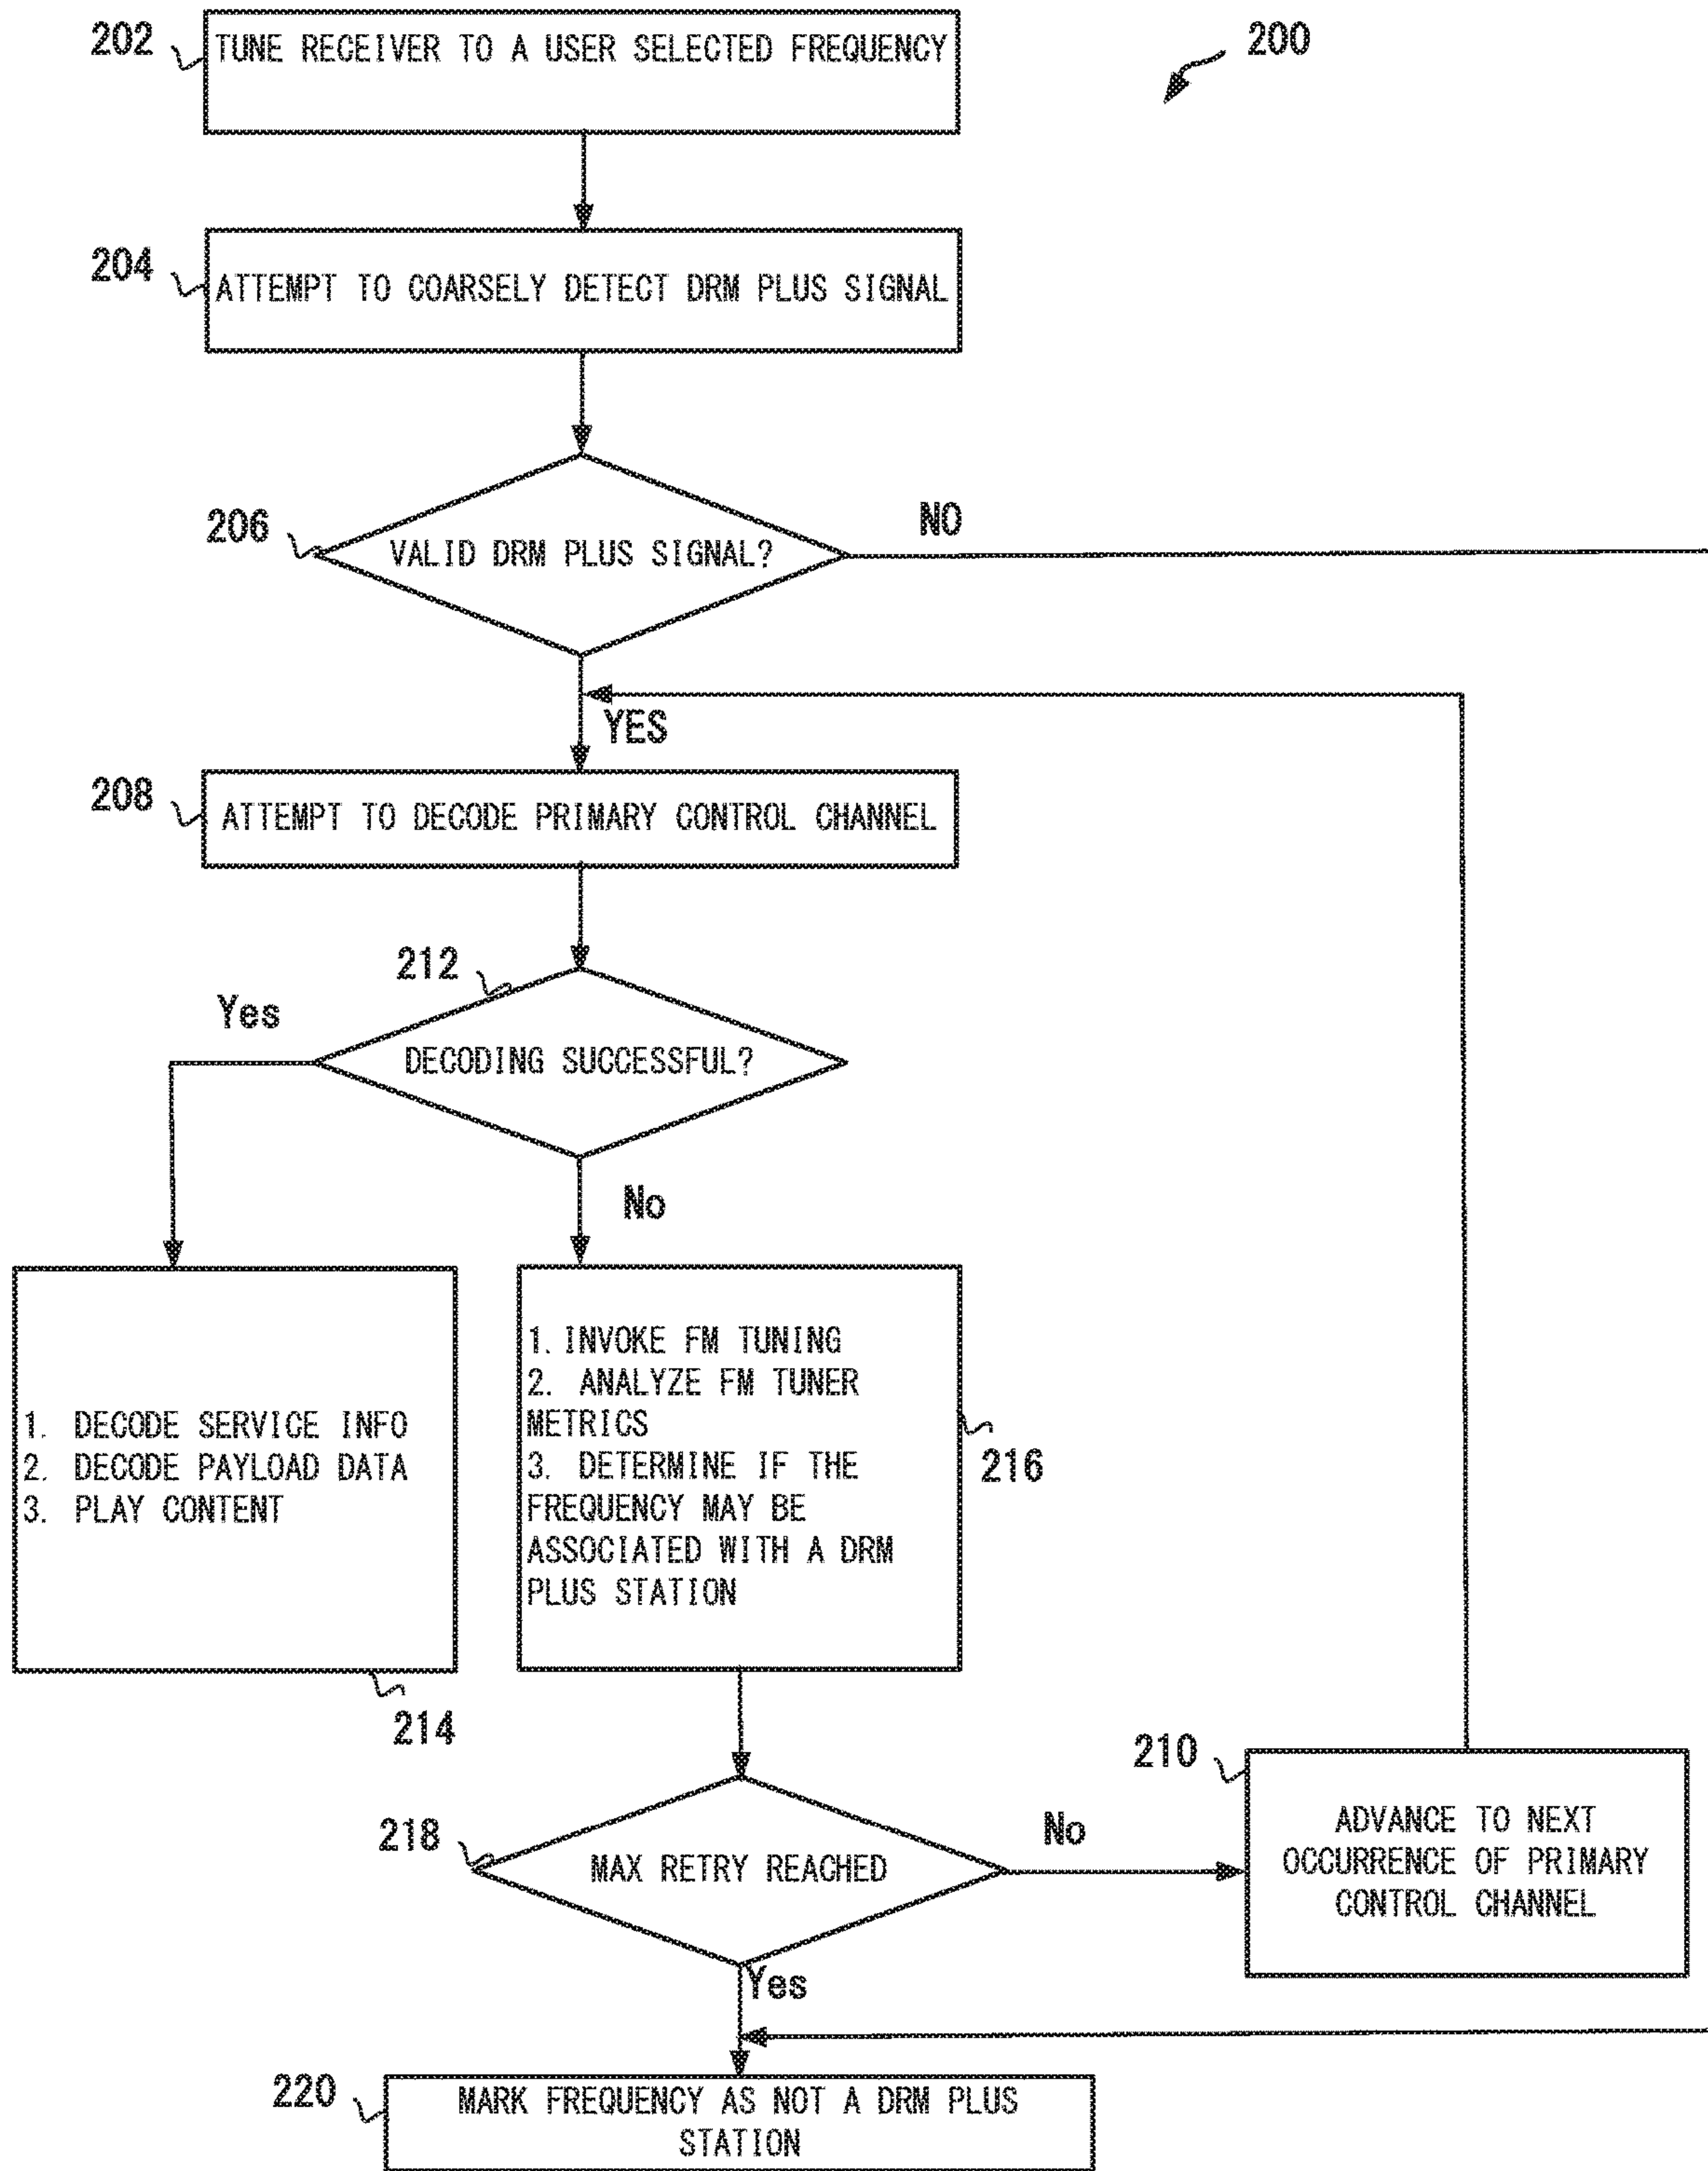 202
TUNE RECEIVER TO A USER SELECTED FREQUENCY
200
204
ATTEMPT TO COARSELY DETECT DRM PLUS SIGNAL
206
VALID DRM PLUS SIGNAL?
NO
YES
208
ATTEMPT TO DECODE PRIMARY CONTROL CHANNEL
212
Yes
DECODING SUCCESSFUL?
No
1. DECODE SERVICE INFO
2. DECODE PAYLOAD DATA
3. PLAY CONTENT
214
1. INVOKE FM TUNING
2. ANALYZE FM TUNER
METRICS
3. DETERMINE IF THE
FREQUENCY MAY BE
ASSOCIATED WITH A DRM
PLUS STATION
216
218
MAX RETRY REACHED
No
210
ADVANCE TO NEXT
OCCURRENCE OF PRIMARY
CONTROL CHANNEL
Yes
220
MARK FREQUENCY AS NOT A DRM PLUS
STATION